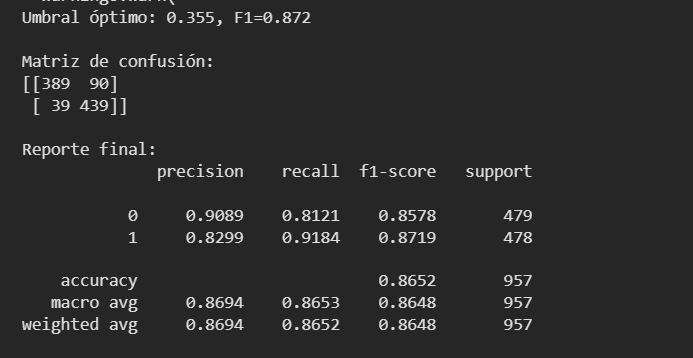 Umbral óptimo: 0.355, F1=0.872
Matriz de confusión:
[[389  90]
 [ 39 439]]
Reporte final:
              precision    recall  f1-score   support
           0     0.9089    0.8121    0.8578       479
           1     0.8299    0.9184    0.8719       478
    accuracy                         0.8652       957
   macro avg     0.8694    0.8653    0.8648       957
weighted avg     0.8694    0.8652    0.8648       957